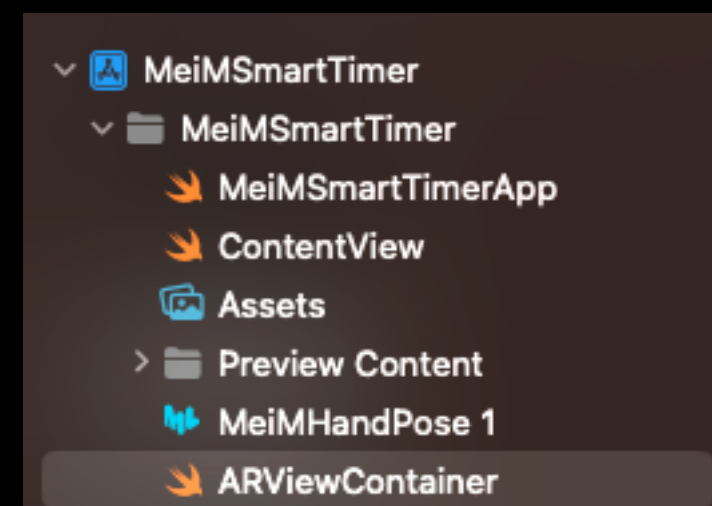 MeiMSmartTimer
MeiMSmartTimer
MeiMSmartTimerApp
ContentView
Assets
Preview Content
MeiMHandPose 1
ARViewContainer